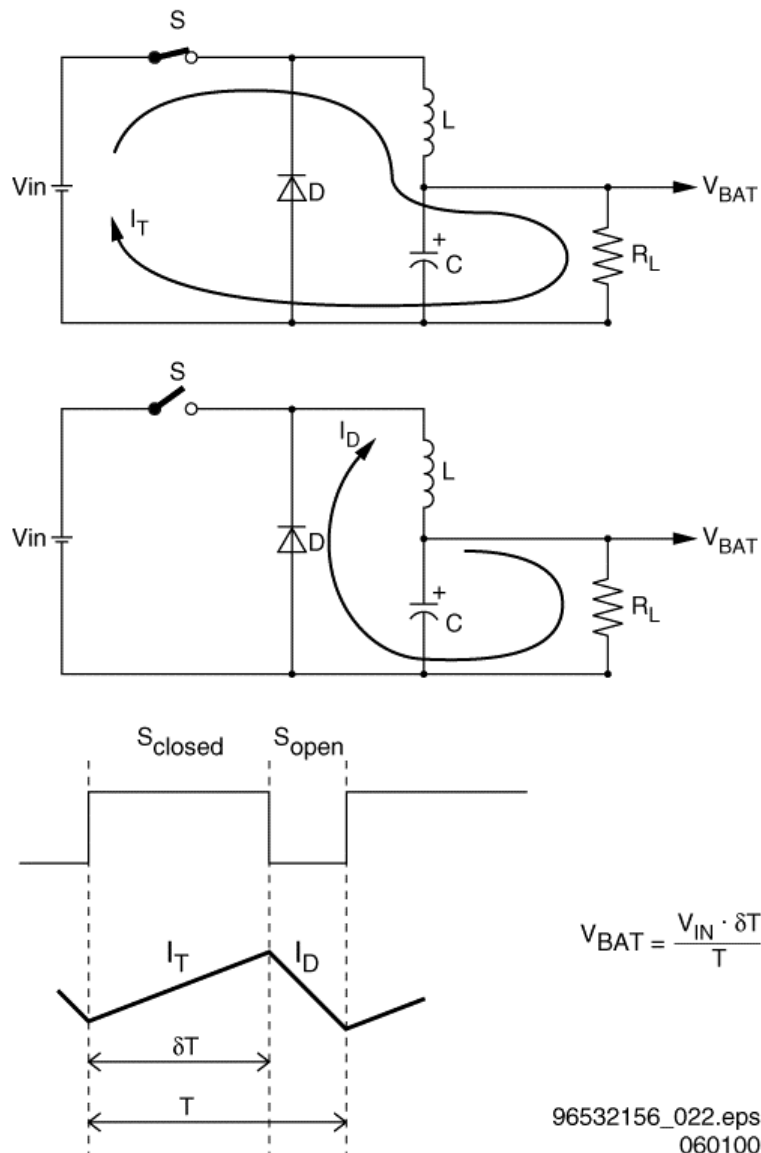 S
L
Vin
D
V_BAT
I_T
+
C
R_L
S
I_D
L
Vin
D
V_BAT
+
C
R_L
S_closed S_open
I_T I_D
V_BAT = V_IN · δT / T
δT
T
96532156_022.eps
060100